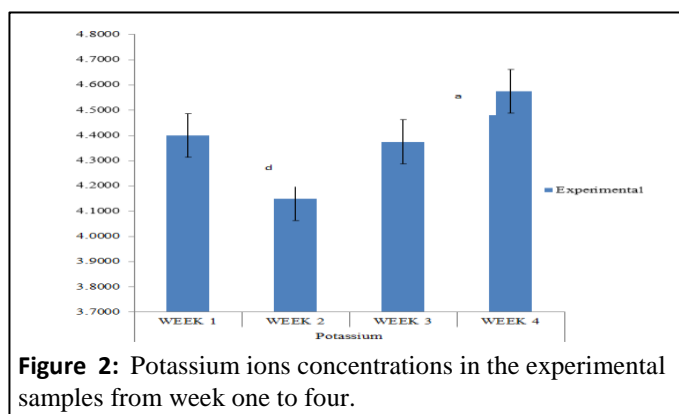 4.8000
4.7000
4.6000
a
4.5000
4.4000
4.3000
d
4.2000
Experimental
4.1000
4.0000
3.9000
3.8000
3.7000
WEEK 1 WEEK 2 WEEK 3 WEEK 4
Potassium
Figure 2: Potassium ions concentrations in the experimental
samples from week one to four.